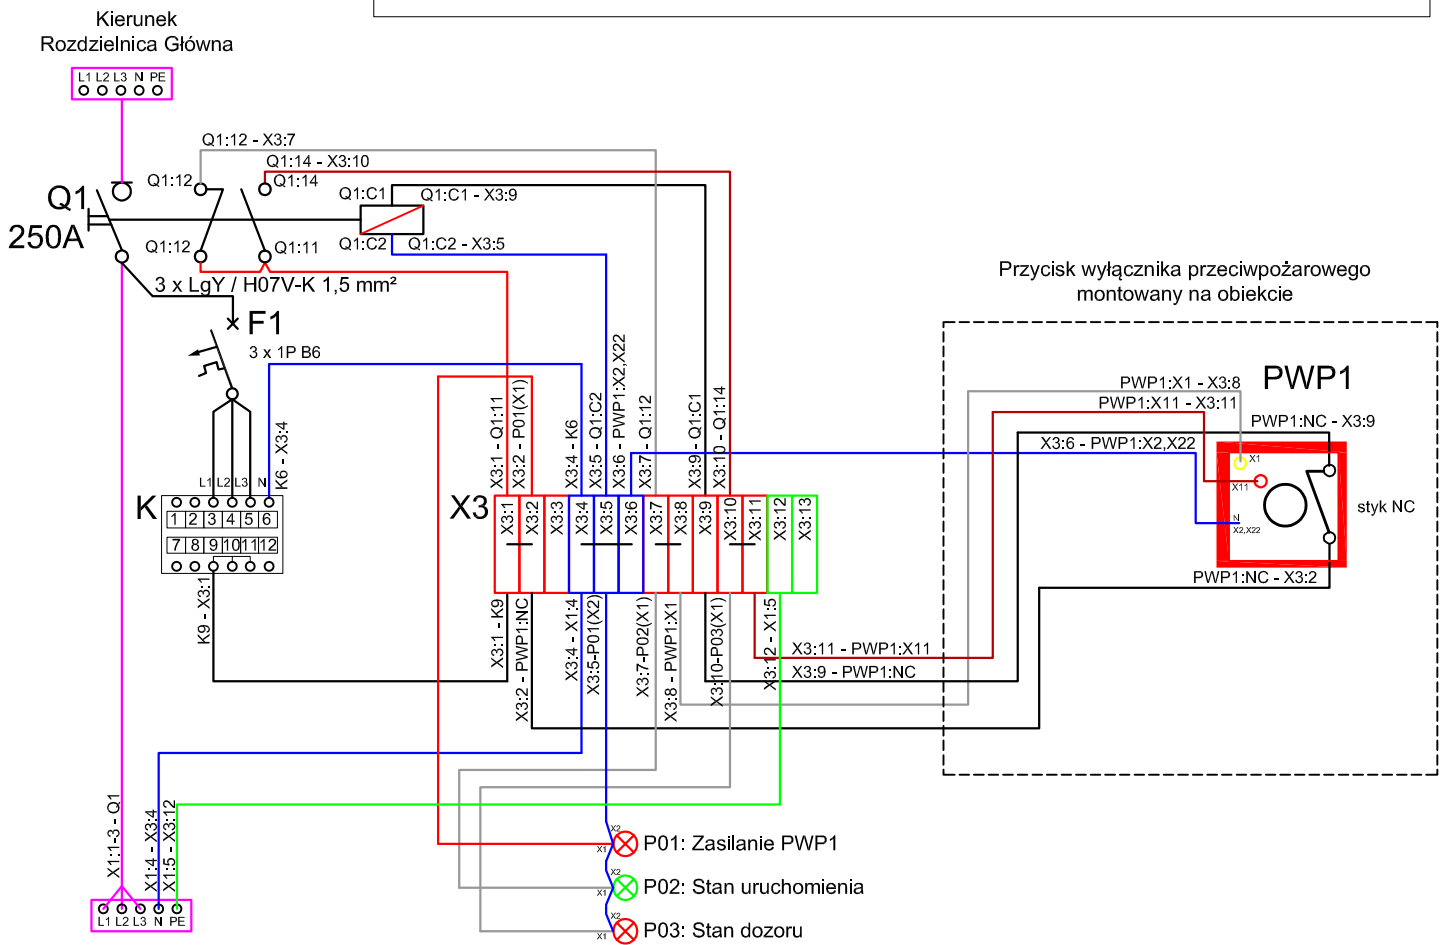 Kierunek
Rozdzielnica Główna
L1 L2 L3 N PE
Q1:12 - X3:7
Q1:14 - X3:10
Q1:12
Q1:14
Q1:C1
Q1:C1 - X3:9
Q1
250A
Q1:12
Q1:11
Q1:C2
Q1:C2 - X3:5
3 x LgY / H07V-K 1,5 mm²
F1
3 x 1P B6
Przycisk wyłącznika przeciwpożarowego
montowany na obiekcie
PWP1
PWP1:X1 - X3:8
PWP1:X11 - X3:11
PWP1:NC - X3:9
X3:6 - PWP1:X2,X22
X1
X11
N
X2,X22
styk NC
PWP1:NC - X3:2
X3:1 - Q1:11
X3:2 - P01(X1)
X3:4 - K6
X3:5 - Q1:C2
X3:6 - PWP1:X2,X22
X3:7 - Q1:12
X3:9 - Q1:C1
X3:10 - Q1:14
K6 - X3:4
L1 L2 L3 N
K
1 2 3 4 5 6
7 8 9 10 11 12
X3
X3:1
X3:2
X3:3
X3:4
X3:5
X3:6
X3:7
X3:8
X3:9
X3:10
X3:11
X3:12
X3:13
K9 - X3:1
X3:1 - K9
X3:2 - PWP1:NC
X3:4 - X1:4
X3:5-P01(X2)
X3:7-P02(X1)
X3:8 - PWP1:X1
X3:10-P03(X1)
X3:12 - X1:5
X3:11 - PWP1:X11
X3:9 - PWP1:NC
X1:1-3 - Q1
X1:4 - X3:4
X1:5 - X3:12
X2
X1
P01: Zasilanie PWP1
X2
X1
P02: Stan uruchomienia
X2
X1
P03: Stan dozoru
L1 L2 L3 N PE